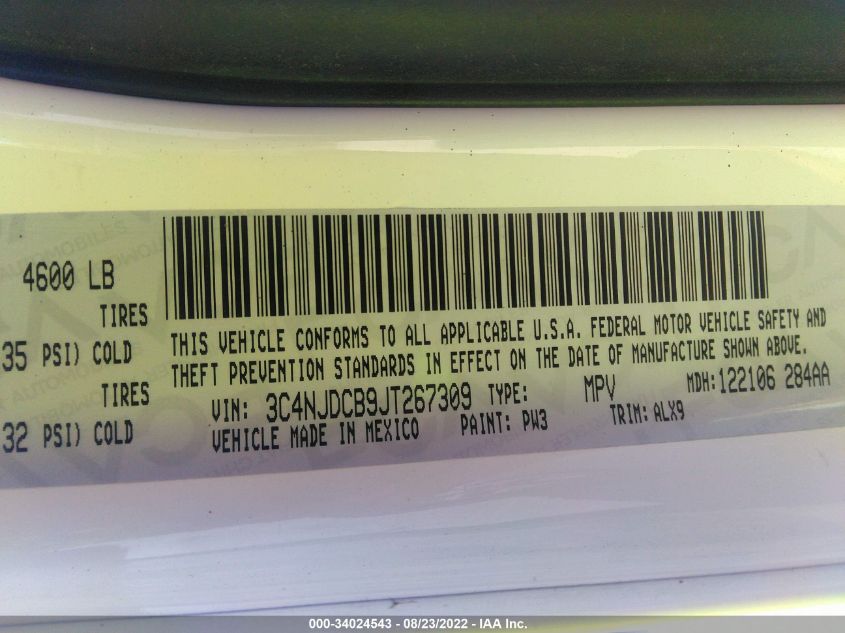 4600 LB
TIRES
35 PSI) COLD
TIRES
32 PSI) COLD
THIS VEHICLE CONFORMS TO ALL APPLICABLE U.S.A. FEDERAL MOTOR VEHICLE SAFETY AND
THEFT PREVENTION STANDARDS IN EFFECT ON THE DATE OF MANUFACTURE SHOWN ABOVE.
VIN: 3C4NJDCB9JT267309 TYPE: MPV MDH:122106 284AA
VEHICLE MADE IN MEXICO PAINT: PW3 TRIM: ALX9
000-34024543 - 08/23/2022 - IAA Inc.